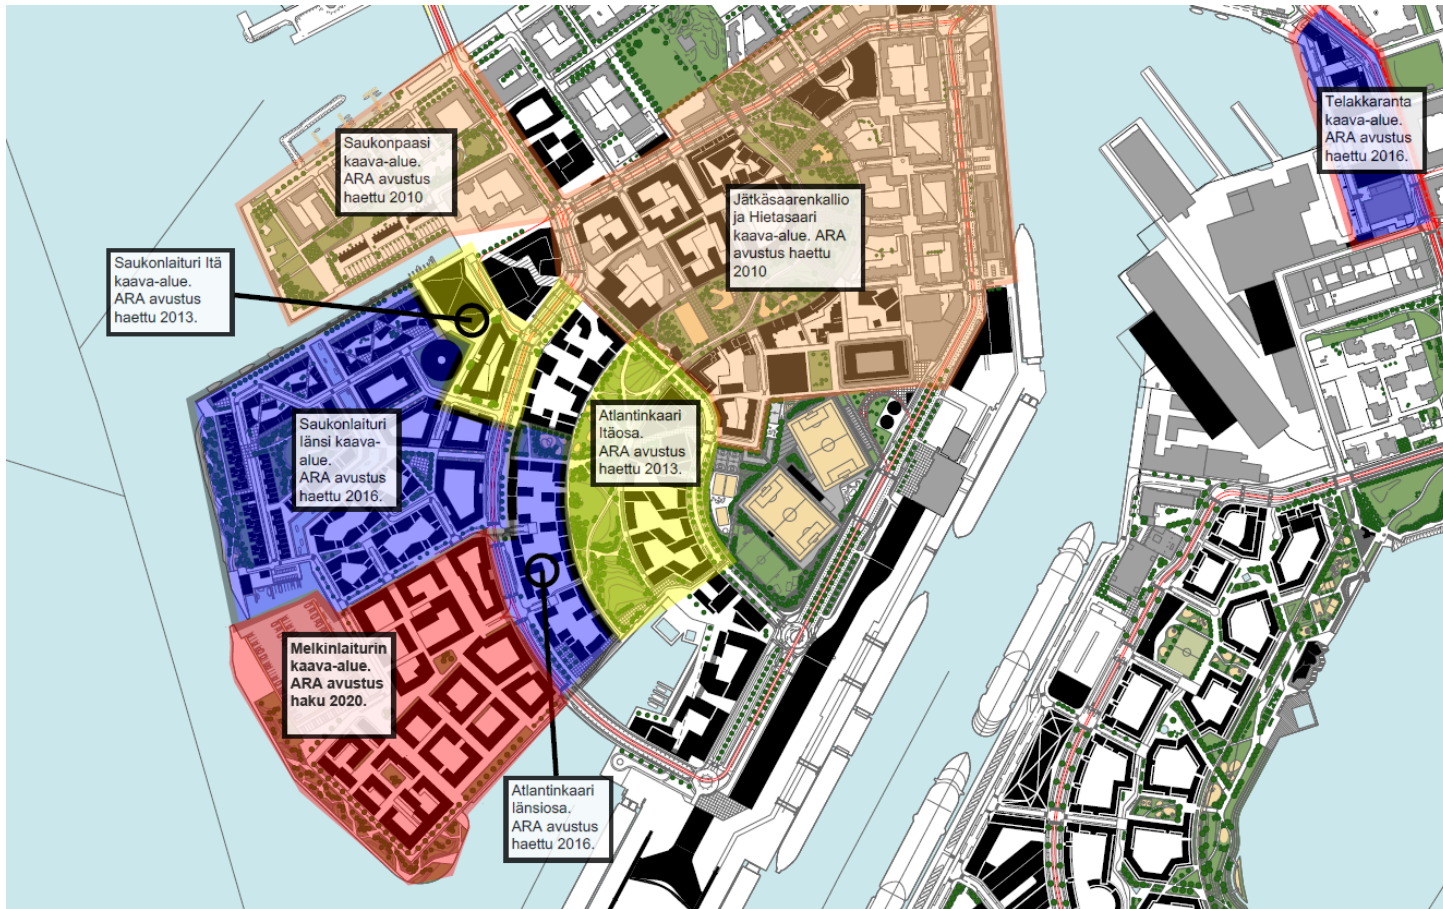 Saukonpaasi
kaava-alue.
ARA avustus
haettu 2010
Telakkaranta
kaava-alue.
ARA avustus
haettu 2016.
Jätkäsaarenkallio
ja Hietasaari
kaava-alue. ARA
avustus haettu
2010
Saukonlaituri Itä
kaava-alue.
ARA avustus
haettu 2013.
Saukonlaituri
länsi kaava-
alue.
ARA avustus
haettu 2016.
Atlantinkaari
Itäosa.
ARA avustus
haettu 2013.
Melkinlaiturin
kaava-alue.
ARA avustus
haku 2020.
Atlantinkaari
länsiosa.
ARA avustus
haettu 2016.